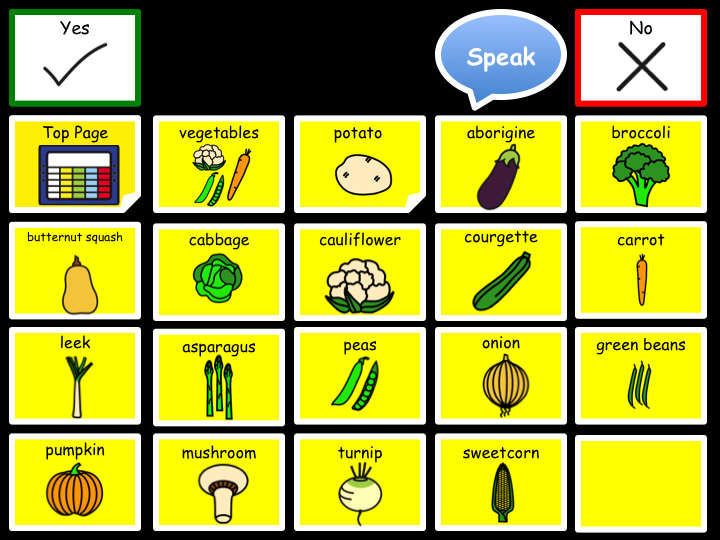 Yes
Speak
No
Top Page
vegetables
potato
aborigine
broccoli
butternut squash
cabbage
cauliflower
courgette
carrot
leek
asparagus
peas
onion
green beans
pumpkin
mushroom
turnip
sweetcorn